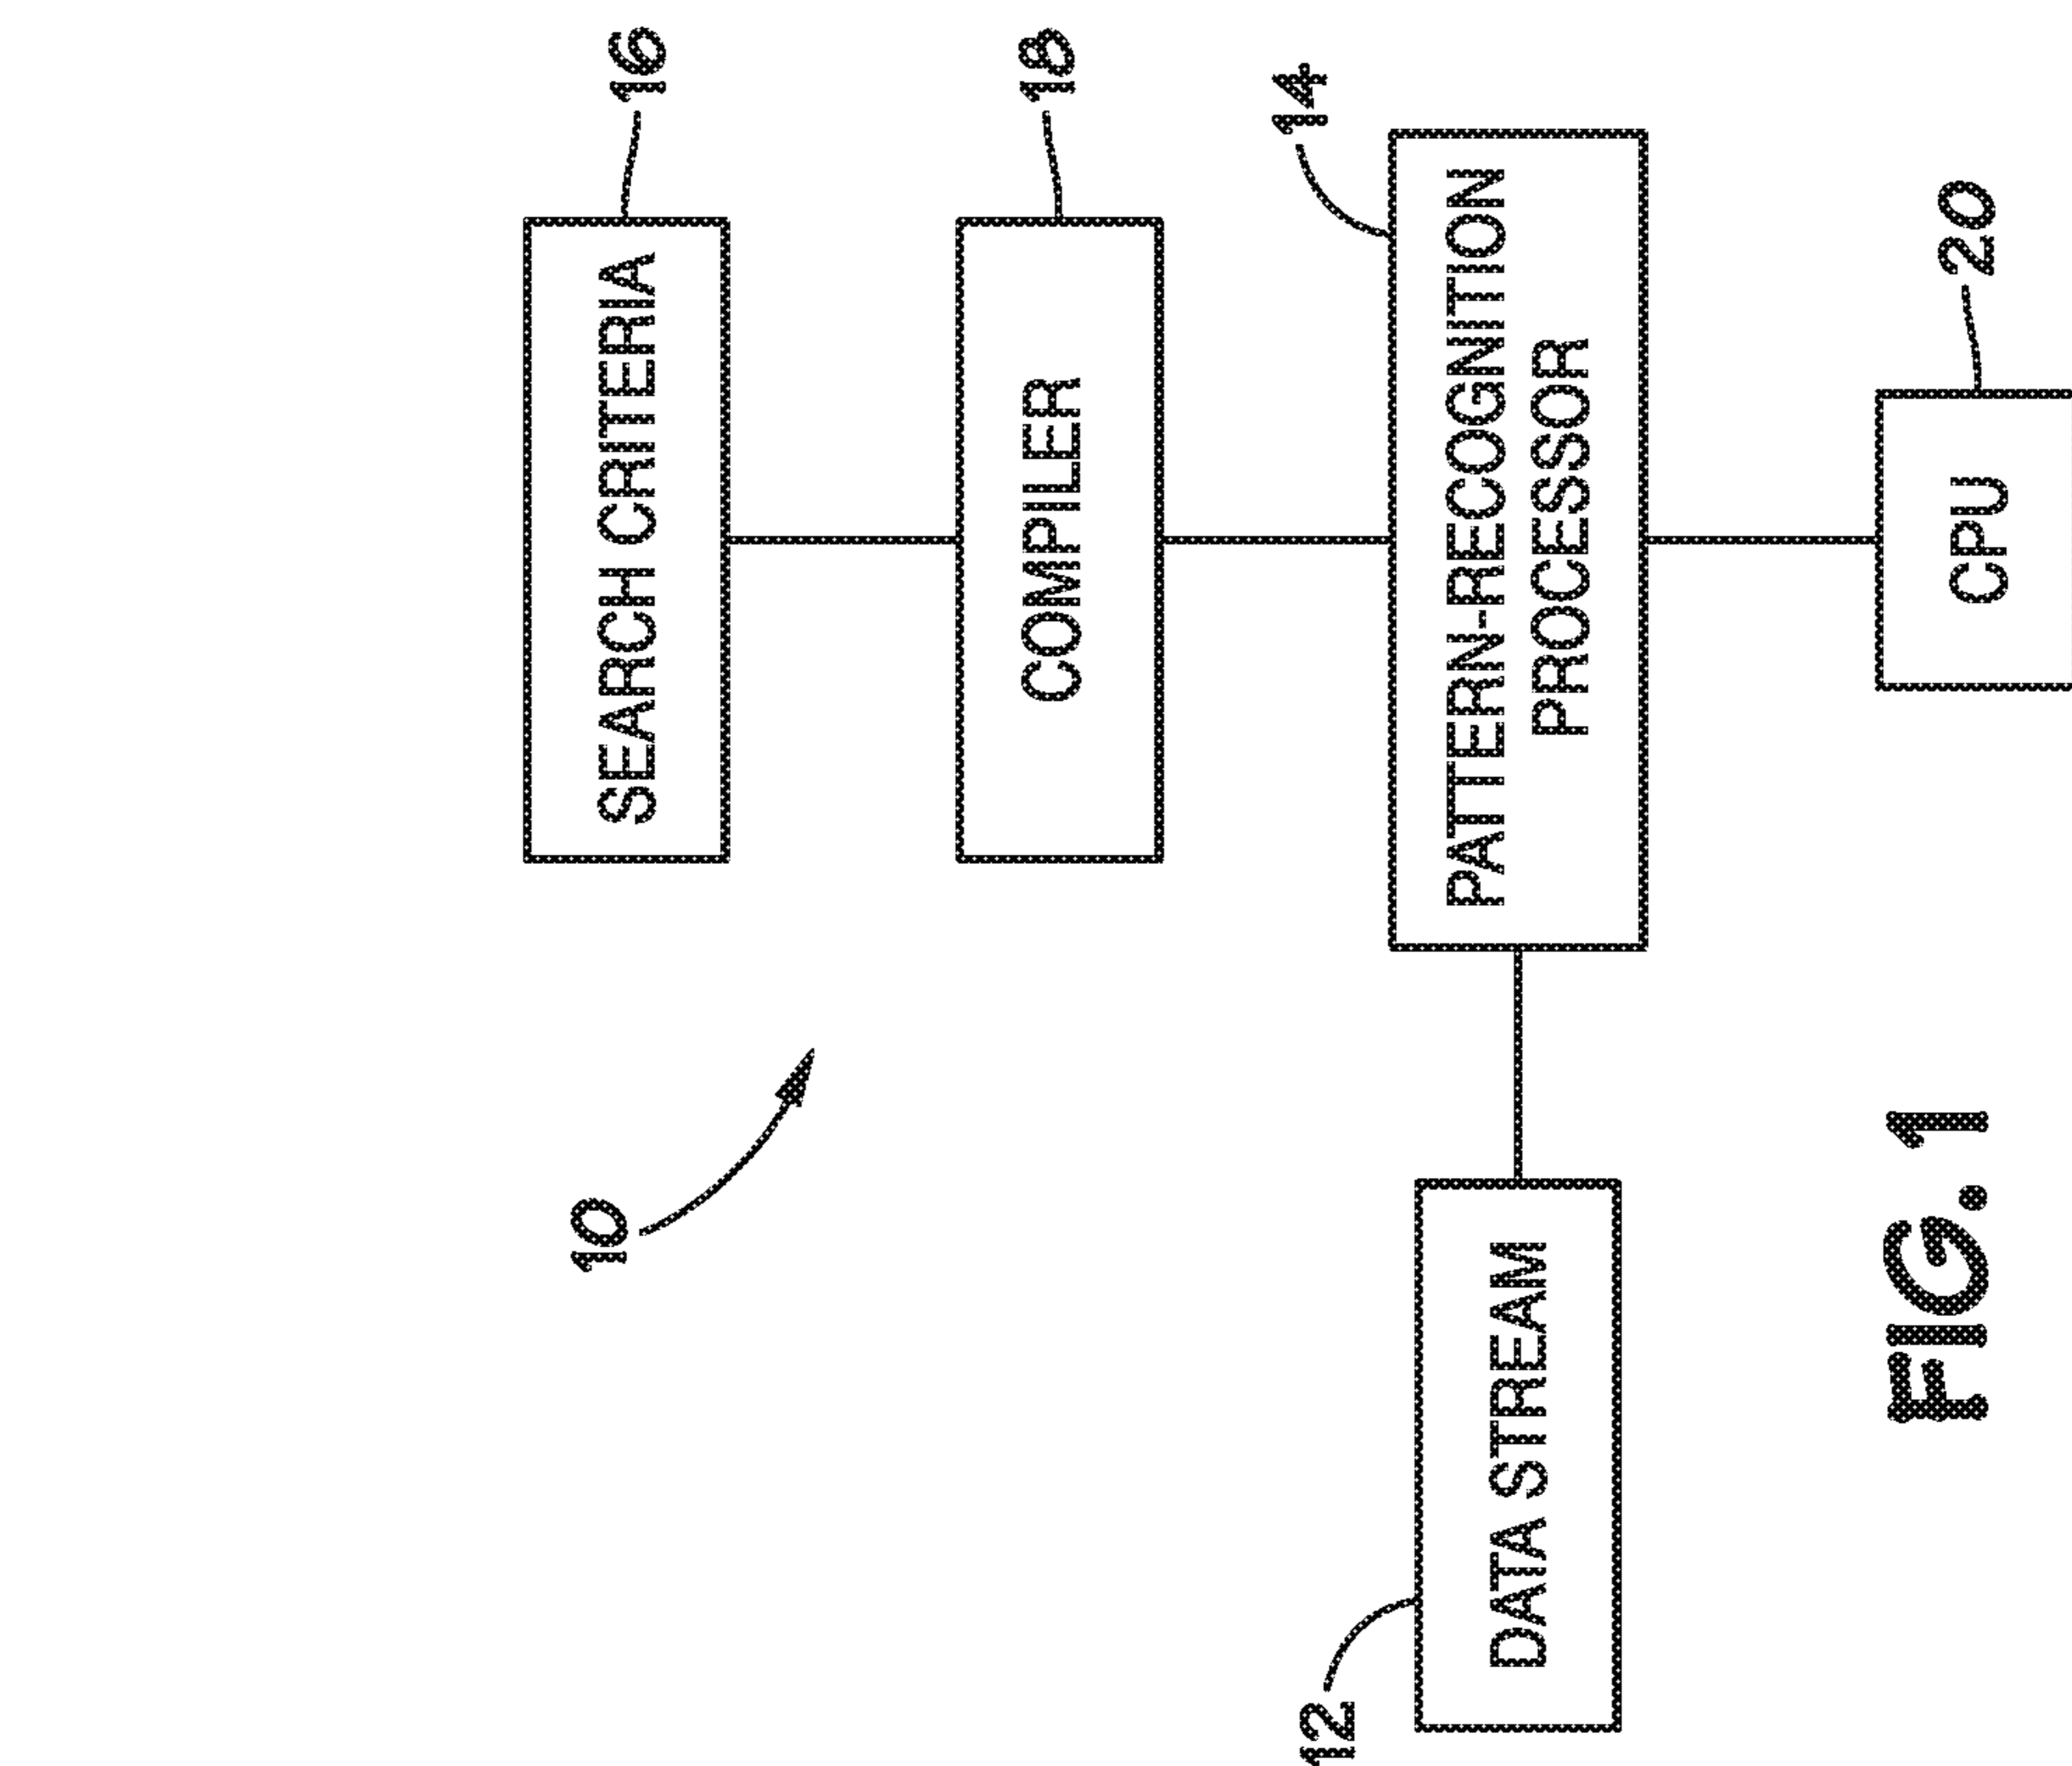 16
SEARCH CRITERIA
18
COMPILER
10
14
PATTERN-RECOGNITION
PROCESSOR
12
DATA STREAM
20
CPU
FIG. 1